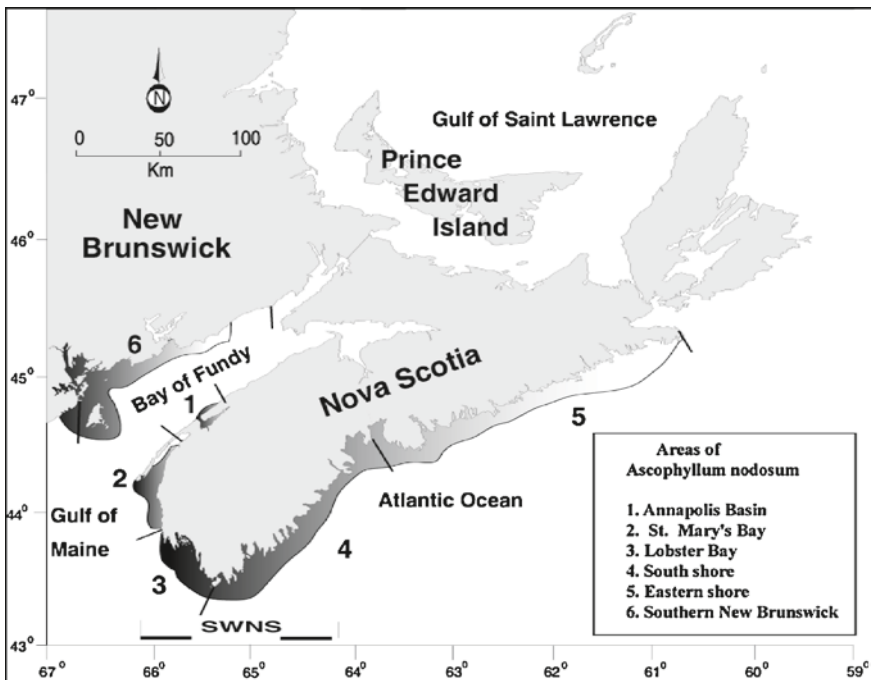 47°
N
0 50 100
Km
Gulf of Saint Lawrence
Prince
Edward
Island
New
Brunswick
46°
6
45°
Bay of Fundy
1
Nova Scotia
5
2
Atlantic Ocean
44°
Gulf of
Maine
4
3
SWNS
43°
67° 66° 65° 64° 63° 62° 61° 60° 59°
Areas of
Ascophyllum nodosum
1. Annapolis Basin
2. St. Mary's Bay
3. Lobster Bay
4. South shore
5. Eastern shore
6. Southern New Brunswick